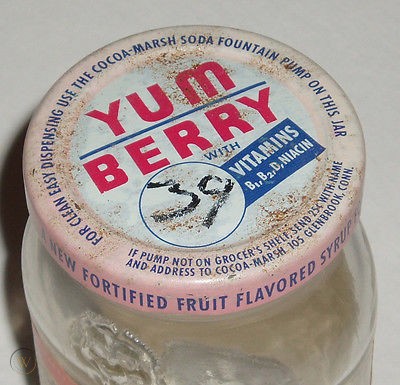 FOR CLEAN EASY DISPENSING USE THE COCOA-MARSH SODA FOUNTAIN PUMP ON THIS JAR
YUM
BERRY
WITH
VITAMINS
B1, B2, D, NIACIN
39
IF PUMP NOT ON GROCER'S SHELF, SEND 25¢ WITH NAME
AND ADDRESS TO COCOA-MARSH, 105 GLENBROOK, CONN.
NEW FORTIFIED FRUIT FLAVORED SYRUP